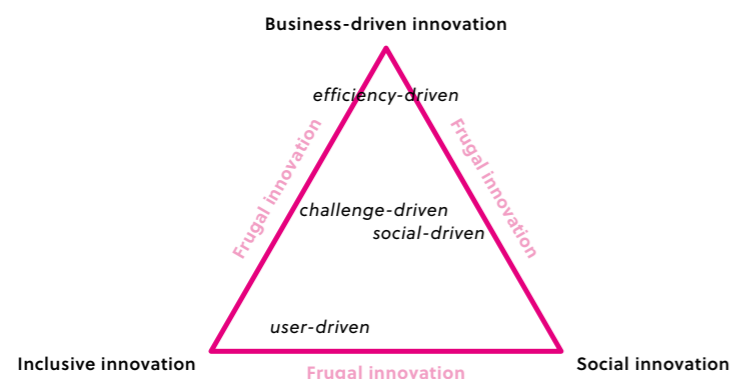 Business-driven innovation
efficiency-driven
Frugal innovation
Frugal innovation
challenge-driven
social-driven
user-driven
Inclusive innovation
Social innovation
Frugal innovation